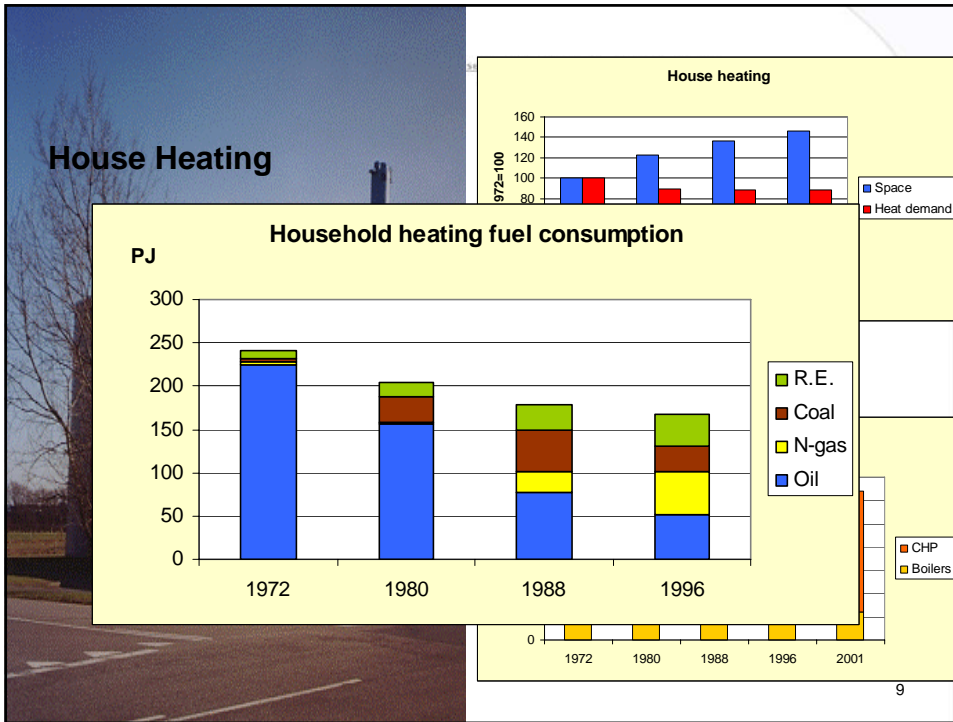 House Heating
House heating
160
140
120
100
80
972=100
Space
Heat demand
Household heating fuel consumption
PJ
300
250
200
150
100
50
0
1972
1980
1988
1996
R.E.
Coal
N-gas
Oil
CHP
Boilers
0
1972
1980
1988
1996
2001
9